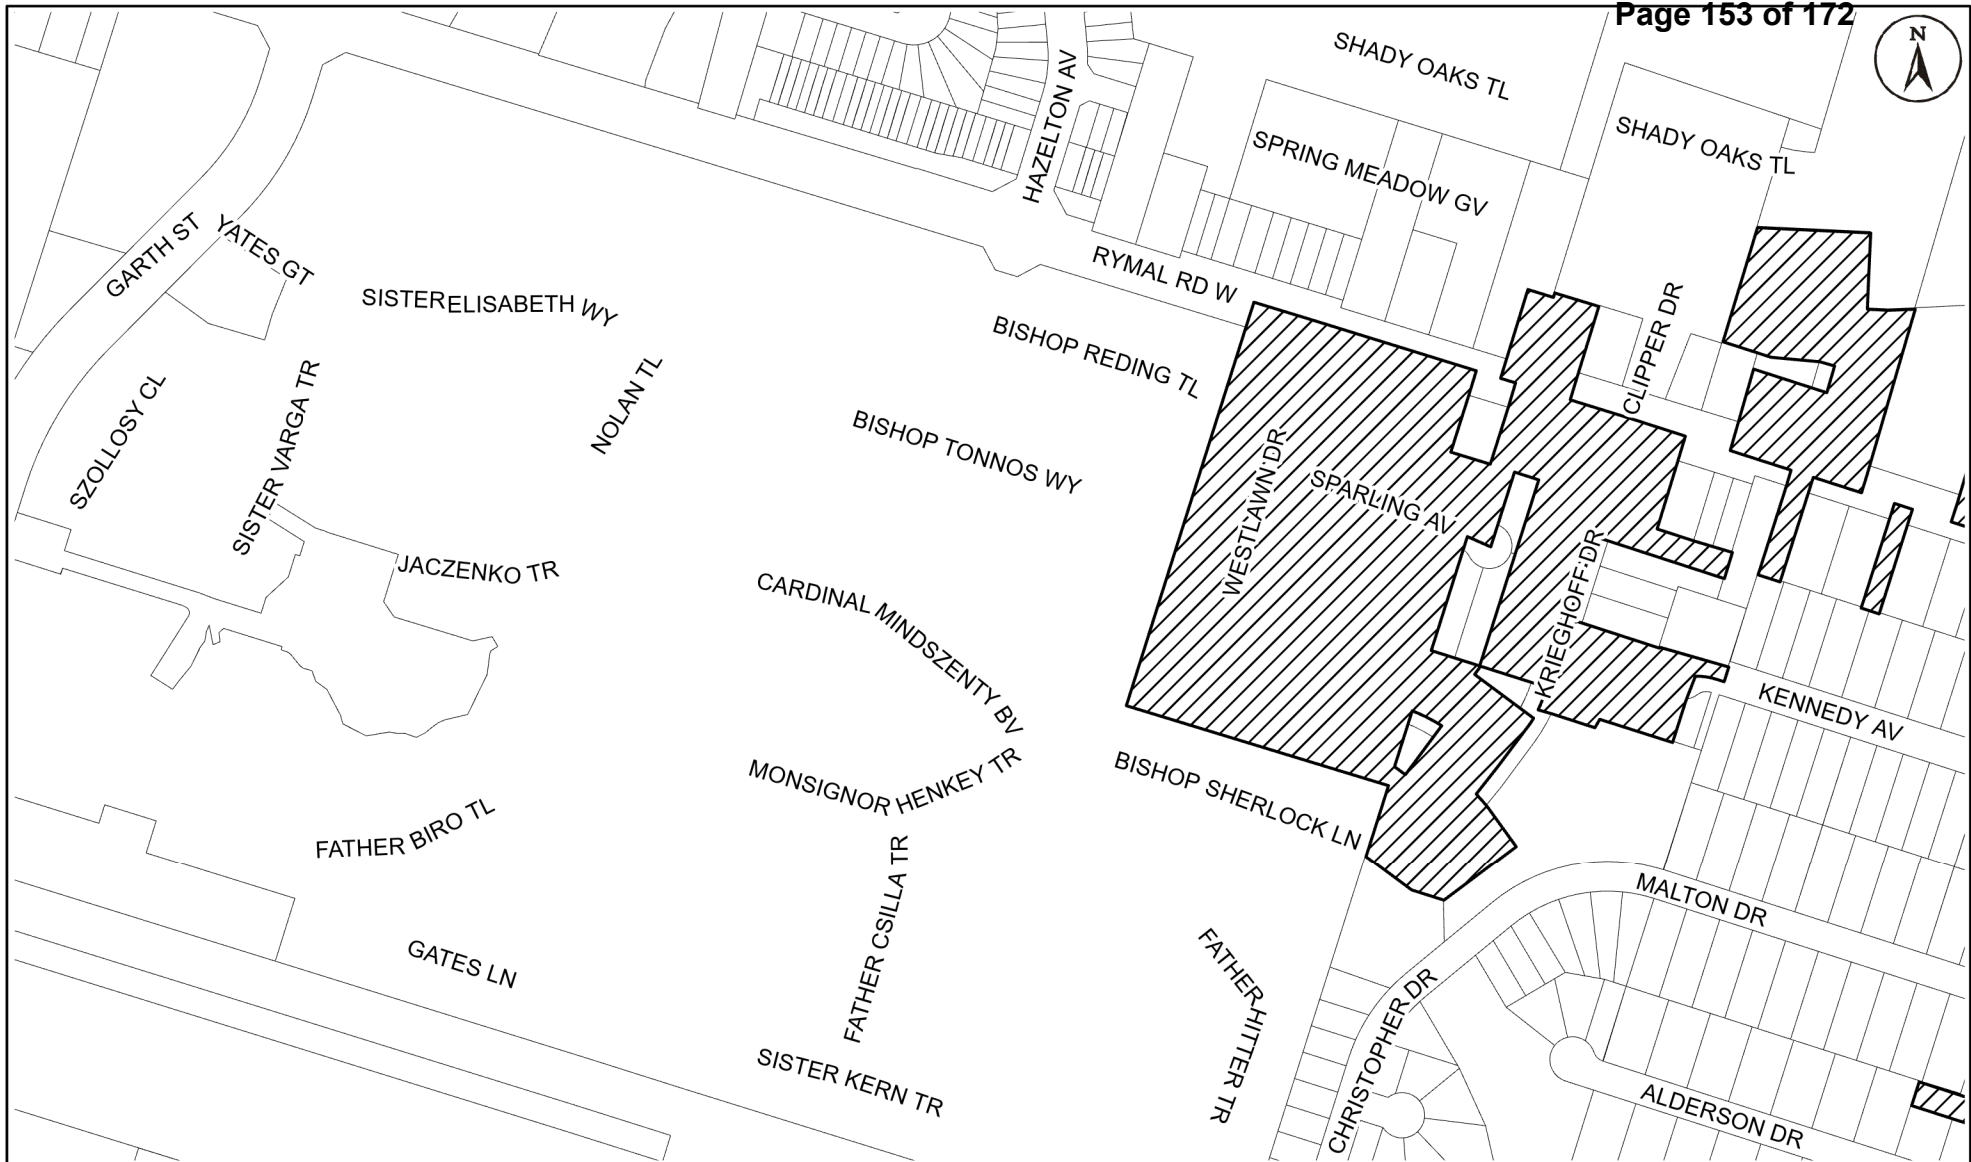 Page 153 of 172
N
SHADY OAKS TL
HAZELTON AV
SHADY OAKS TL
SPRING MEADOW GV
GARTH ST
YATES GT
RYMAL RD W
SISTER ELISABETH WY
BISHOP REDING TL
CLIPPER DR
NOLAN TL
SZOLLOSY CL
SISTER VARGA TR
BISHOP TONNOS WY
WESTLAWN DR
SPARLING AV
JACZENKO TR
CARDINAL MINDSZENTY BV
KRIEGHOFF DR
KENNEDY AV
MONSIGNOR HENKEY TR
BISHOP SHERLOCK LN
FATHER BIRO TL
FATHER CSILLA TR
MALTON DR
GATES LN
FATHER HITTER TR
CHRISTOPHER DR
SISTER KERN TR
ALDERSON DR